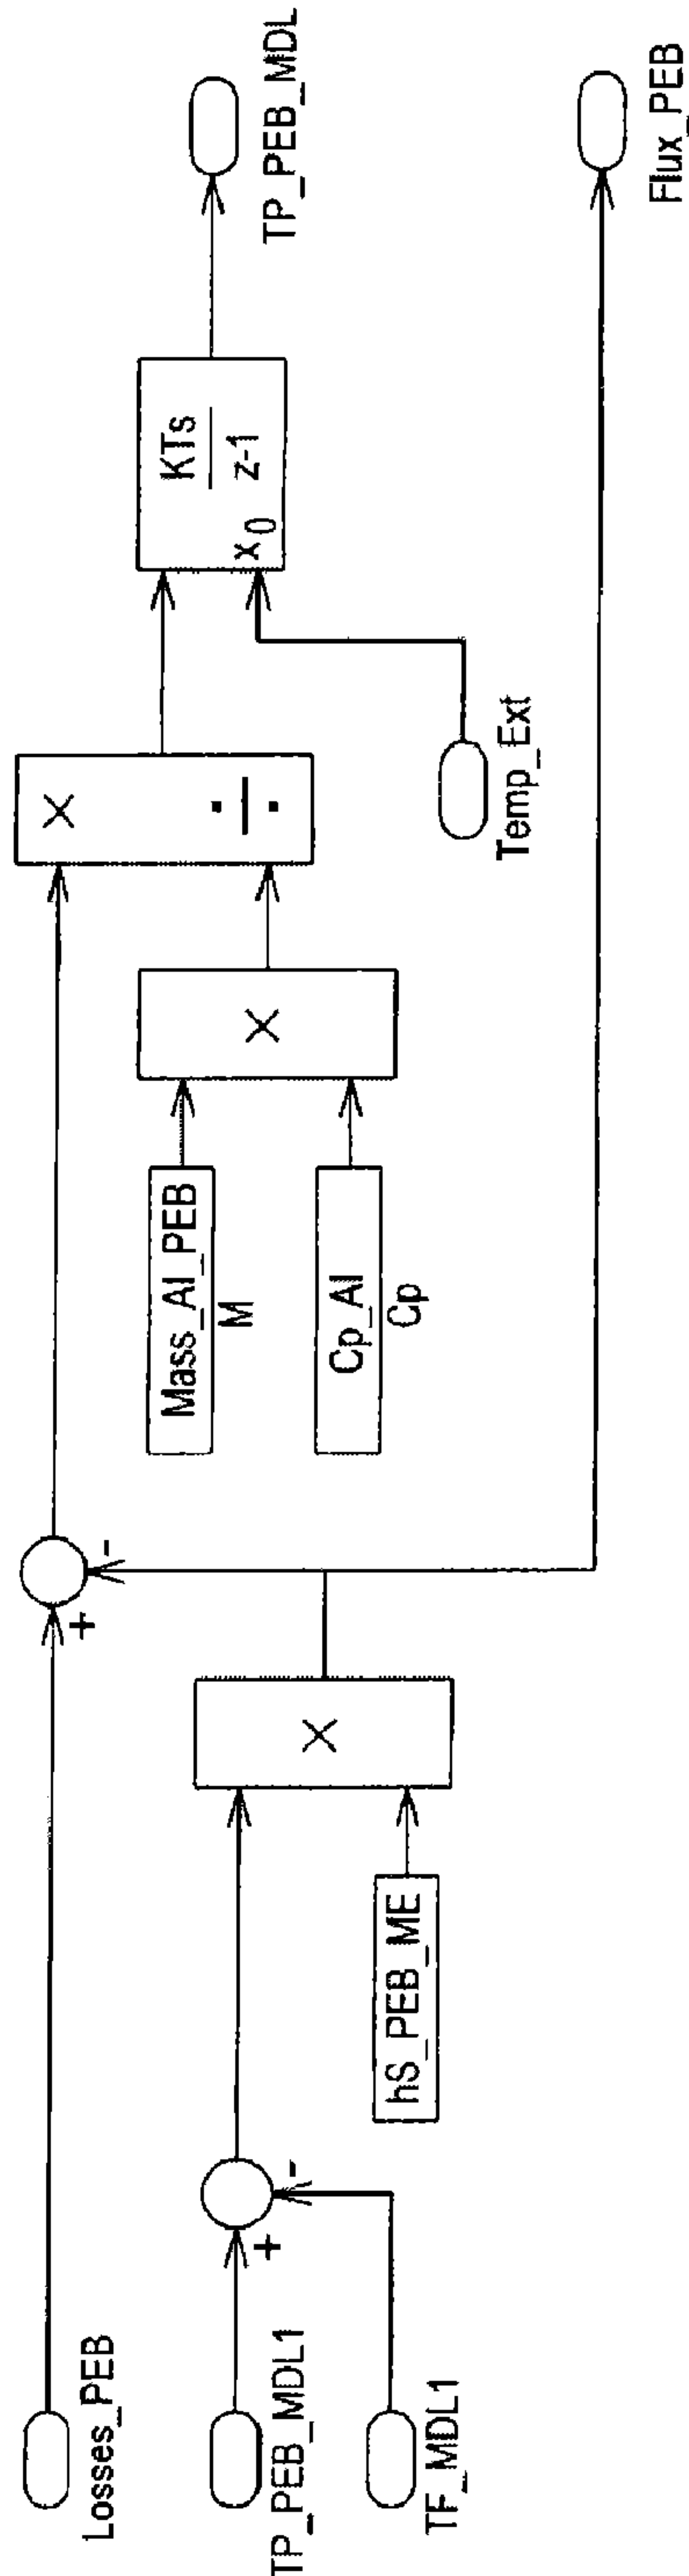 Losses_PEB
TP_PEB_MDL1
TF_MDL1
+
-
hS_PEB_ME
X
+
-
Mass_Al_PEB
M
Cp_Al
Cp
X
X
÷
Temp_Ext
KTs
z-1
x0
TP_PEB_MDL
Flux_PEB